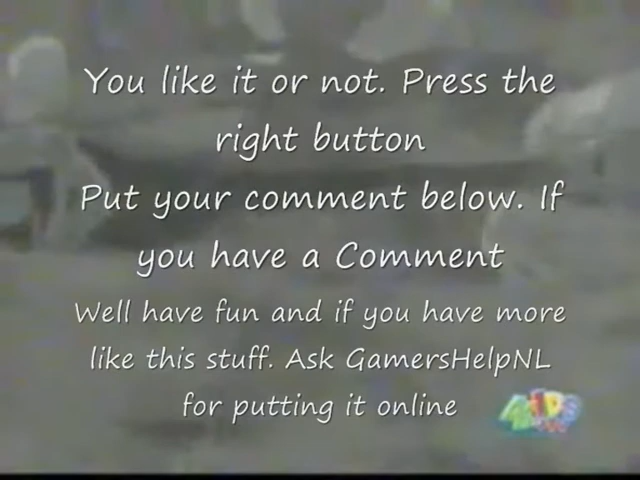 You like it or not. Press the
right button
Put your comment below. If
you have a Comment
Well have fun and if you have more
like this stuff. Ask GamersHelpNL
for putting it online
4KIDS